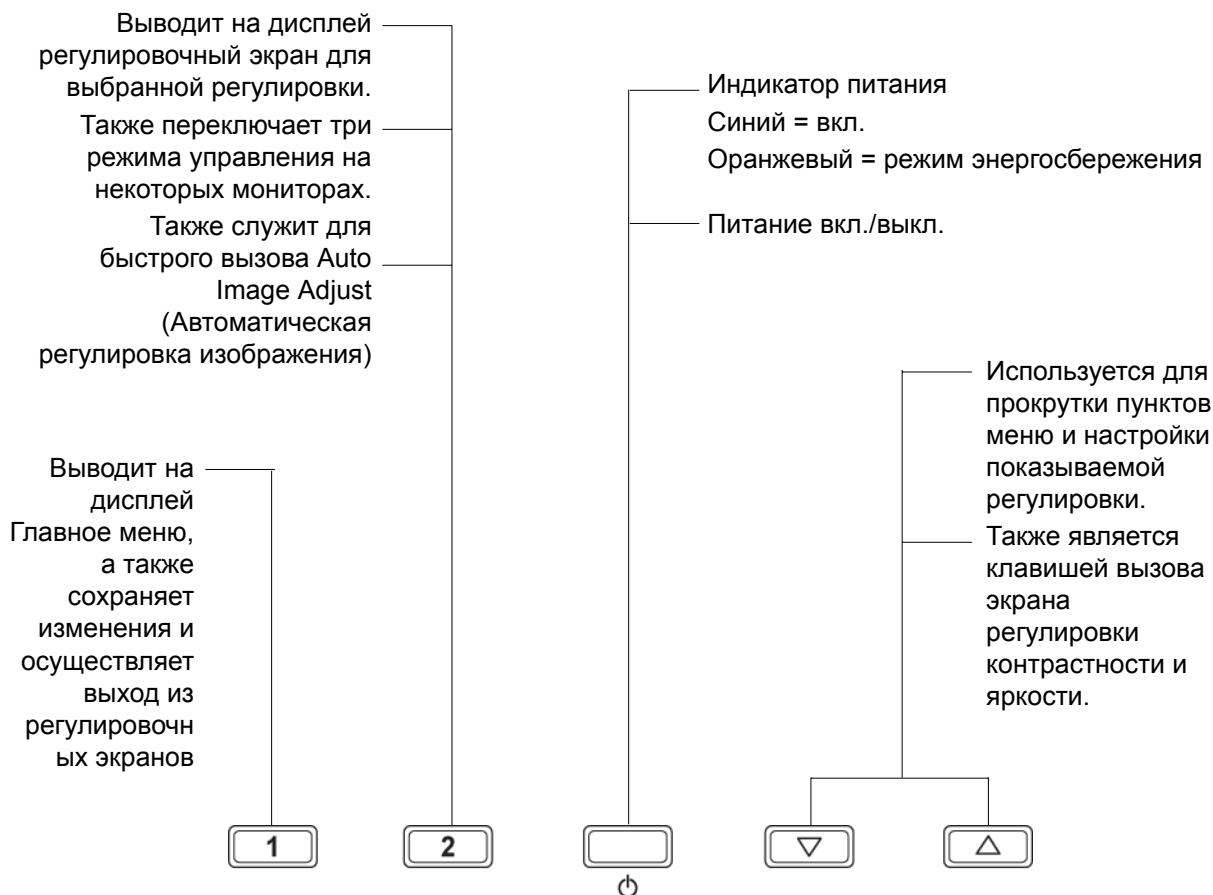 Выводит на дисплей
регулировочный экран для
выбранной регулировки.
Также переключает три
режима управления на
некоторых мониторах.
Также служит для
быстрого вызова Auto
Image Adjust
(Автоматическая
регулировка изображения)
Индикатор питания
Синий = вкл.
Оранжевый = режим энергосбережения
Питание вкл./выкл.
Выводит на
дисплей
Главное меню,
а также
сохраняет
изменения и
осуществляет
выход из
регулировочн
ых экранов
Используется для
прокрутки пунктов
меню и настройки
показываемой
регулировки.
Также является
клавишей вызова
экрана
регулировки
контрастности и
яркости.
1
2